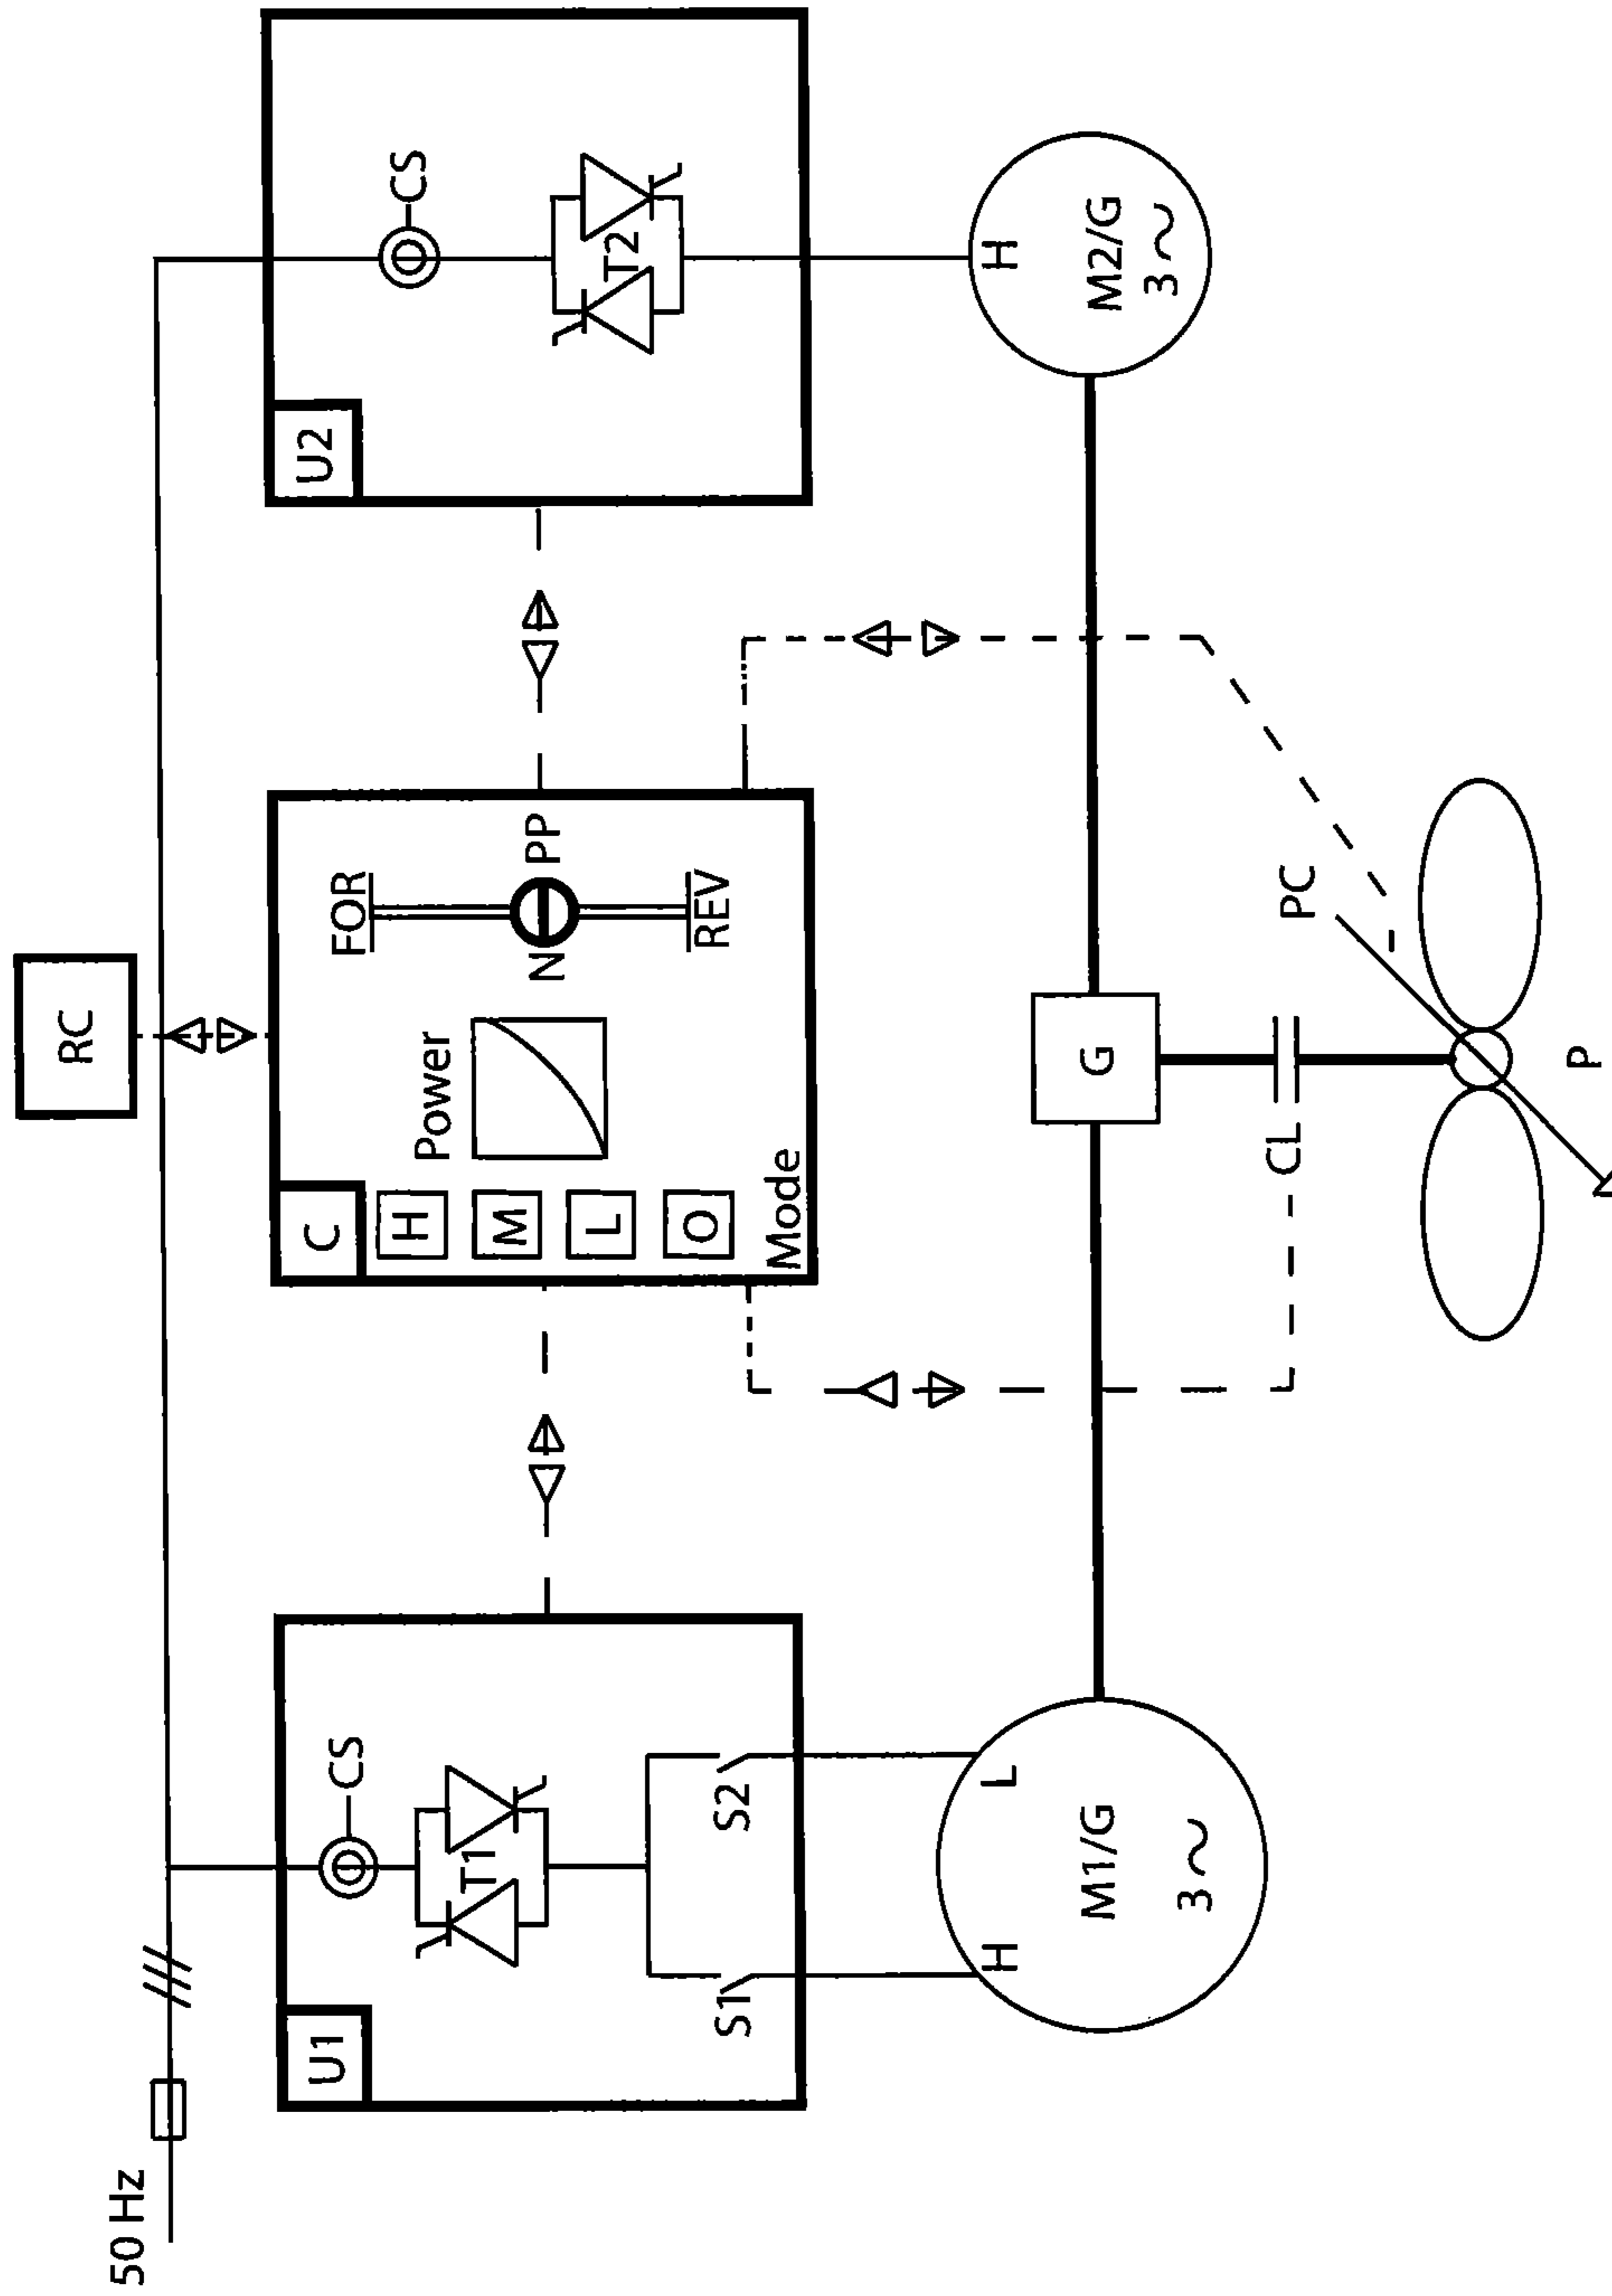 50 Hz
RC
U1
CS
T1
S1
S2
C
H
M
L
O
Mode
Power
FOR
N
PP
REV
U2
CS
T2
H
L
M1/G
3~
G
CL
PC
P
H
M2/G
3~